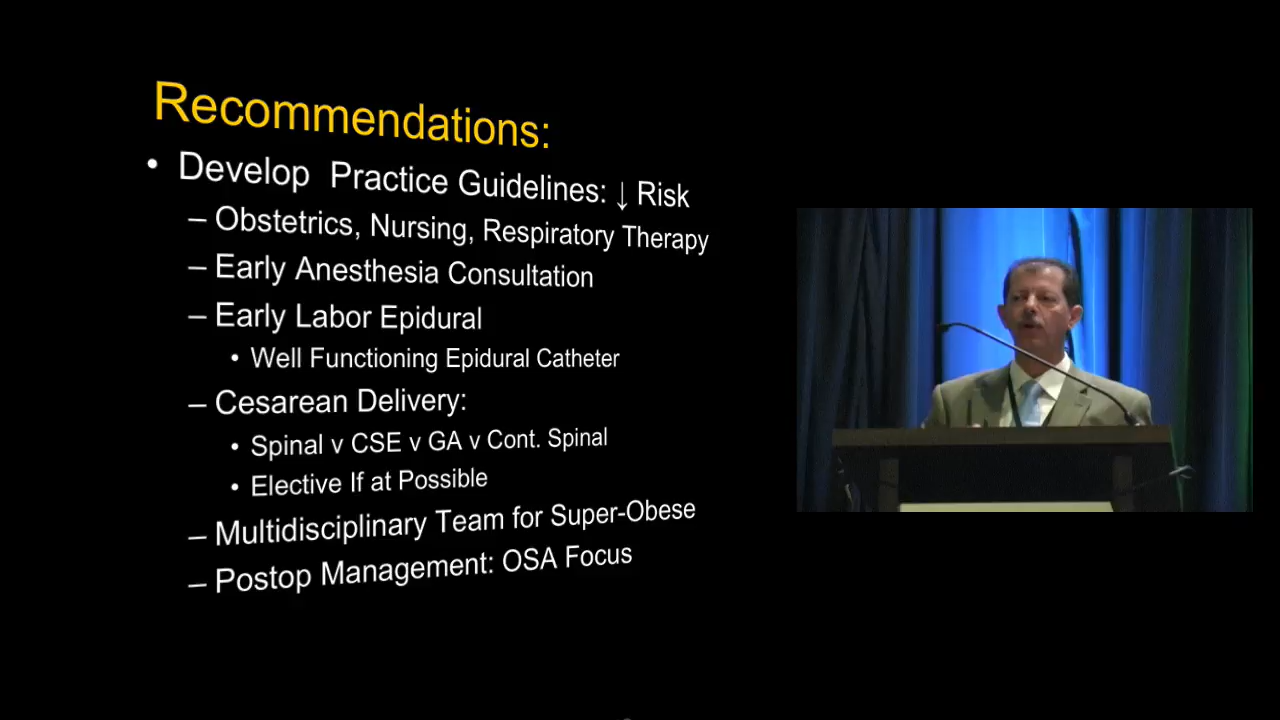 Recommendations:
• Develop Practice Guidelines: ↓ Risk
– Obstetrics, Nursing, Respiratory Therapy
– Early Anesthesia Consultation
– Early Labor Epidural
• Well Functioning Epidural Catheter
– Cesarean Delivery:
• Spinal v CSE v GA v Cont. Spinal
• Elective If at Possible
– Multidisciplinary Team for Super-Obese
– Postop Management: OSA Focus